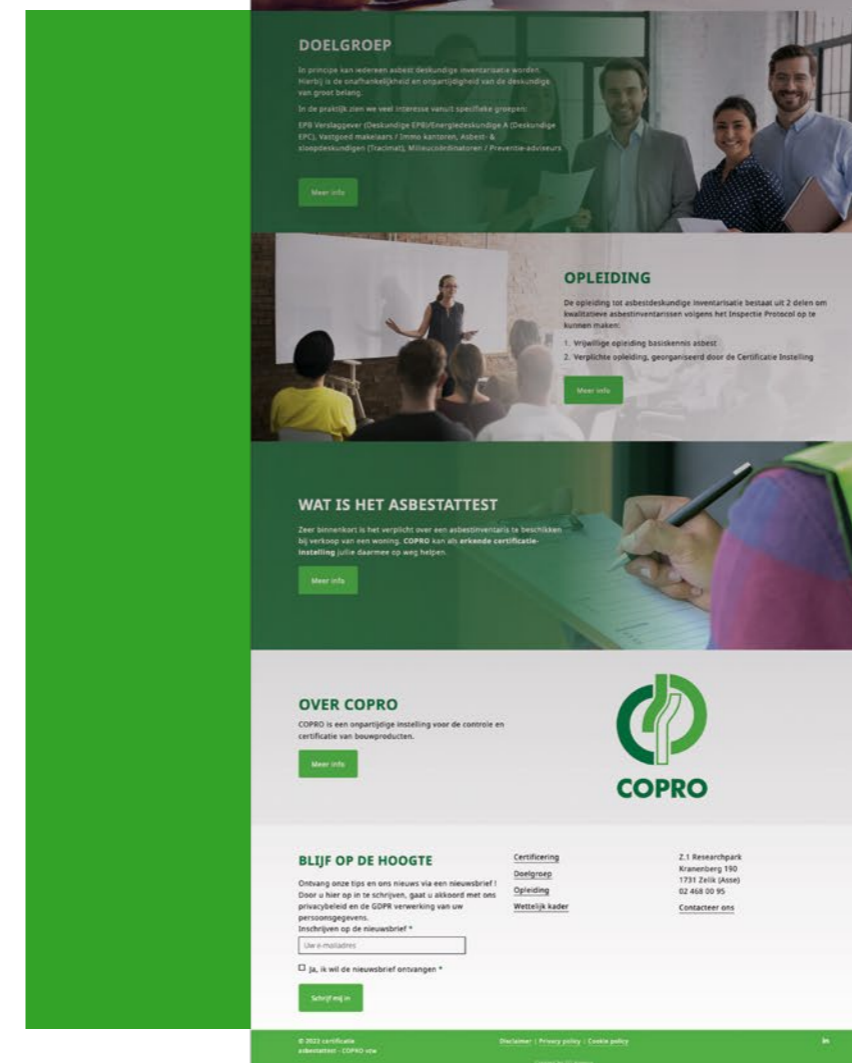 DOELGROEP
In principe kan iedereen asbest deskundige inventarisatie worden.
Hierbij is de onafhankelijkheid en onpartijdigheid van de deskundige
van groot belang.
In de praktijk zien we veel interesse vanuit specifieke groepen:
EPB Verslaggever (Deskundige EPB)/Energiedeskundige A (Deskundige
EPC), Vastgoed makelaars / Immo kantoren, Asbest- &
sloopdeskundigen (Tracimat), Milieucoördinatoren / Preventie-adviseurs
Meer info
OPLEIDING
De opleiding tot asbestdeskundige inventarisatie bestaat uit 2 delen om
kwalitatieve asbestinventarissen volgens het Inspectie Protocol op te
kunnen maken:
1. Vrijwillige opleiding basiskennis asbest
2. Verplichte opleiding, georganiseerd door de Certificatie Instelling
Meer info
WAT IS HET ASBESTATTEST
Zeer binnenkort is het verplicht over een asbestinventaris te beschikken
bij verkoop van een woning. COPRO kan als erkende certificatie-
instelling jullie daarmee op weg helpen.
Meer info
OVER COPRO
COPRO is een onpartijdige instelling voor de controle en
certificatie van bouwproducten.
Meer info
COPRO
BLIJF OP DE HOOGTE
Ontvang onze tips en ons nieuws via een nieuwsbrief !
Door u hier op in te schrijven, gaat u akkoord met ons
privacybeleid en de GDPR verwerking van uw
persoonsgegevens.
Inschrijven op de nieuwsbrief *
Uw e-mailadres
Ja, ik wil de nieuwsbrief ontvangen *
Schrijf mij in
Certificering
Doelgroep
Opleiding
Wettelijk kader
Z.1 Researchpark
Kranenberg 190
1731 Zellik (Asse)
02 468 00 95
Contacteer ons
© 2022 certificatie
asbestattest - COPRO vzw
Disclaimer | Privacy policy | Cookie policy
in